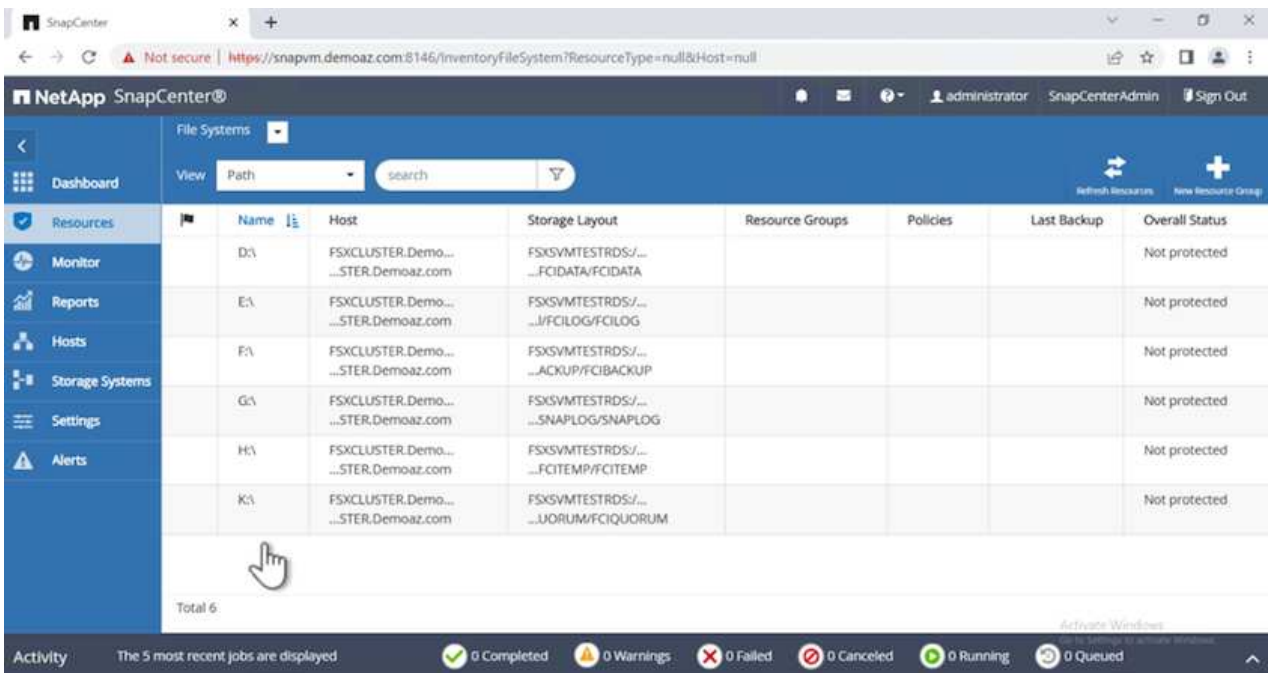 SnapCenter
Not secure | https://snapvm.demoaz.com:8146/InventoryFileSystem?ResourceType=null&Host=null
NetApp SnapCenter®
administrator SnapCenterAdmin Sign Out
File Systems
View Path search
Refresh Resources New Resource Group
Dashboard
Resources
Monitor
Reports
Hosts
Storage Systems
Settings
Alerts
Name Host Storage Layout Resource Groups Policies Last Backup Overall Status
D:\ FSXCLUSTER.Demo... FSXSVMTESTRDS:/... Not protected
...STER.Demoaz.com ...FCIDATA/FCIDATA
E:\ FSXCLUSTER.Demo... FSXSVMTESTRDS:/... Not protected
...STER.Demoaz.com ...l/FCILOG/FCILOG
F:\ FSXCLUSTER.Demo... FSXSVMTESTRDS:/... Not protected
...STER.Demoaz.com ...ACKUP/FCIBACKUP
G:\ FSXCLUSTER.Demo... FSXSVMTESTRDS:/... Not protected
...STER.Demoaz.com ...SNAPLOG/SNAPLOG
H:\ FSXCLUSTER.Demo... FSXSVMTESTRDS:/... Not protected
...STER.Demoaz.com ...FCITEMP/FCITEMP
K:\ FSXCLUSTER.Demo... FSXSVMTESTRDS:/... Not protected
...STER.Demoaz.com ...UORUM/FCIQUORUM
Total 6
Activate Windows
Go to Settings to activate Windows.
Activity The 5 most recent jobs are displayed 0 Completed 0 Warnings 0 Failed 0 Canceled 0 Running 0 Queued